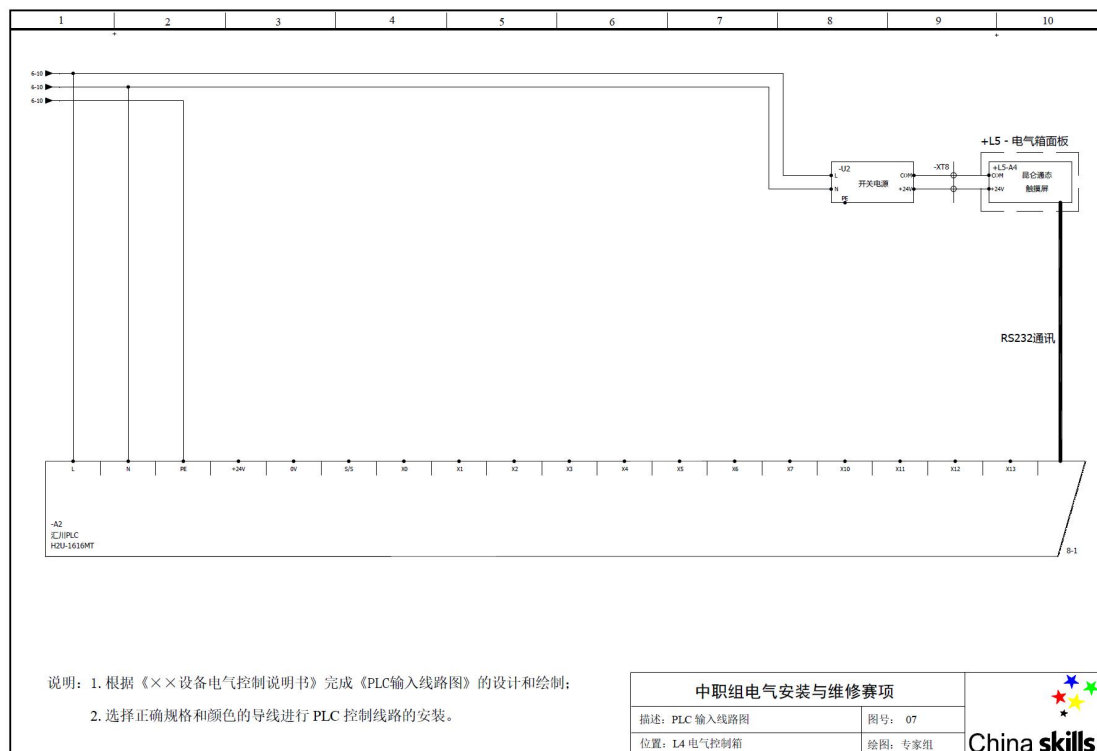 1 2 3 4 5 6 7 8 9 10
6-10
6-10
6-10
+L5 - 电气箱面板
-U2
L
N
PE
开关电源
COM
+24V
-XT8
+L5-A4
COM
+24V
昆仑通态
触摸屏
RS232通讯
L N PE +24V 0V S/S X0 X1 X2 X3 X4 X5 X6 X7 X10 X11 X12 X13
-A2
汇川PLC
H2U-1616MT
8-1
说明：1. 根据《××设备电气控制说明书》完成《PLC输入线路图》的设计和绘制；
2. 选择正确规格和颜色的导线进行 PLC 控制线路的安装。
中职组电气安装与维修赛项
描述：PLC 输入线路图
图号：07
位置：L4 电气控制箱
绘图：专家组
China skills